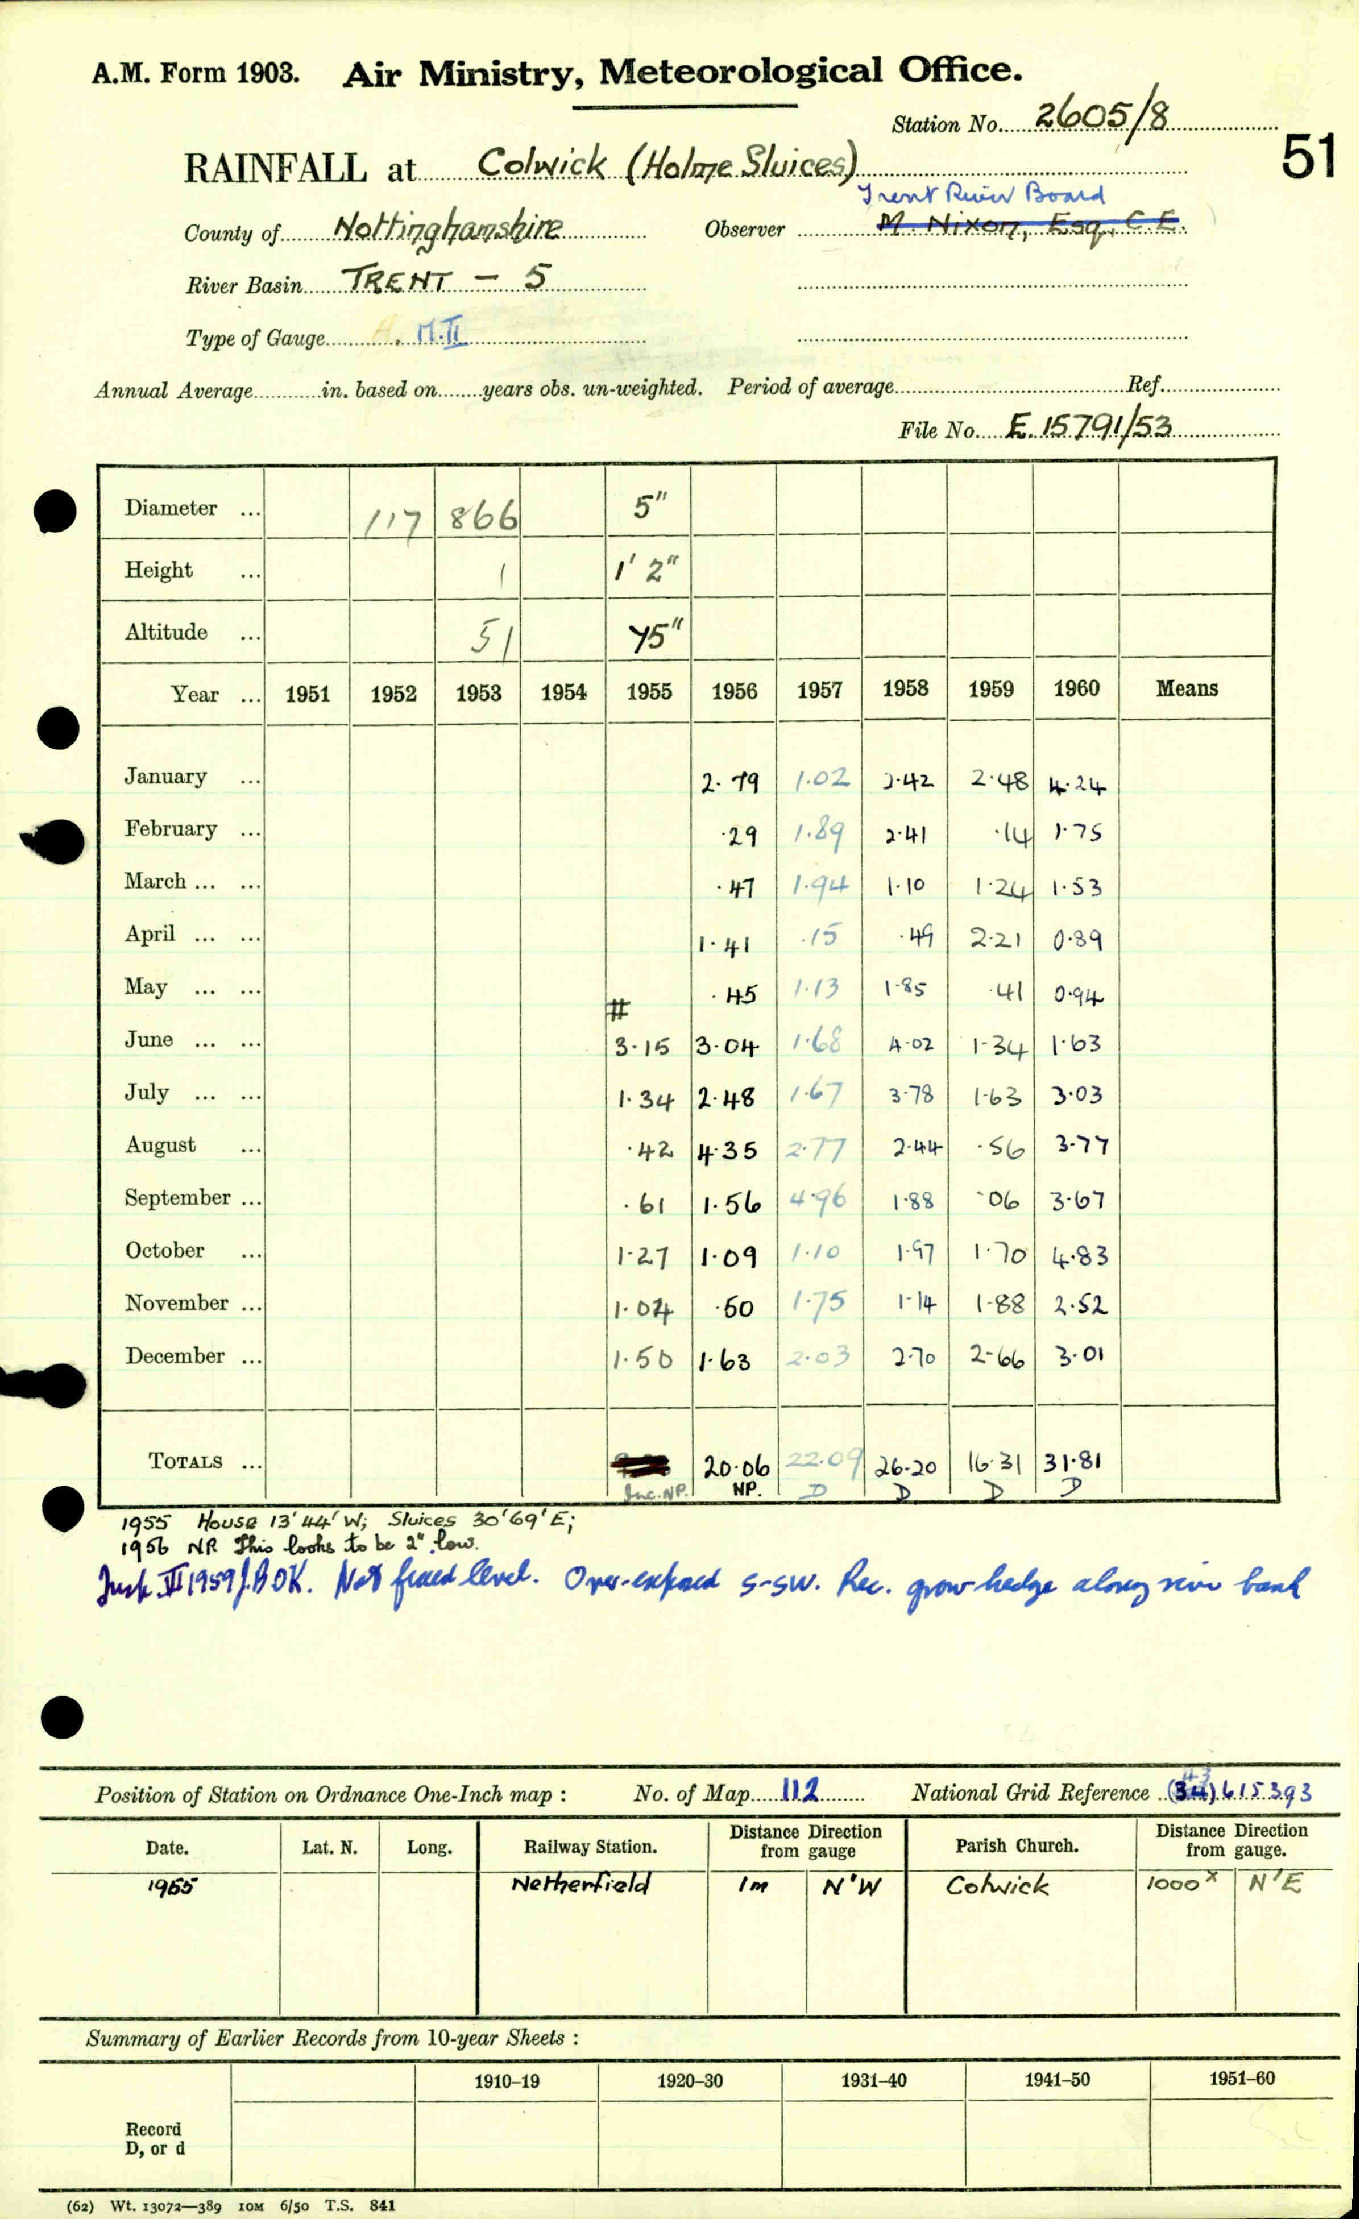 A.M. Form 1903. Air Ministry, Meteorological Office.
Station No. 2605/8
51
RAINFALL at Colwick (Holme Sluices)
Trent River Board
County of Nottinghamshire Observer M. Nixon, Esq., C.E.
River Basin TRENT — 5
Type of Gauge M.II
Annual Average in. based on years obs. un-weighted. Period of average Ref.
File No. E.15791/53
Diameter ... 117 866 5"
Height ... 1 1' 2"
Altitude ... 51 75"
Year ... 1951 1952 1953 1954 1955 1956 1957 1958 1959 1960 Means
January ... 2.79 1.02 2.42 2.48 4.24
February ... .29 1.89 2.41 .14 1.75
March ... ... .47 1.94 1.10 1.24 1.53
April ... ... 1.41 .15 .49 2.21 0.89
May ... ... # .45 1.13 1.85 .41 0.94
June ... ... 3.15 3.04 1.68 4.02 1.34 1.63
July ... ... 1.34 2.48 1.67 3.78 1.63 3.03
August ... .42 4.35 2.77 2.44 .56 3.77
September ... .61 1.56 4.96 1.88 .06 3.67
October ... 1.27 1.09 1.10 1.97 1.70 4.83
November ... 1.04 .50 1.75 1.14 1.88 2.52
December ... 1.50 1.63 2.03 2.70 2.66 3.01
TOTALS ... 20.06 22.09 26.20 16.31 31.81
Inc. NP. NP. D D D D
1955 House 13'44'W; Sluices 30'69'E;
1956 NP. This looks to be 2" low.
Insp. VII 1959 J.B OK. Not fixed level. Over-exposed S-SW. Rec. grow hedge along river bank
Position of Station on Ordnance One-Inch map : No. of Map 112 National Grid Reference (43) 615393
Date. Lat. N. Long. Railway Station. Distance from Direction gauge Parish Church. Distance from Direction gauge.
1955 Netherfield 1m N'W Colwick 1000x N'E
Summary of Earlier Records from 10-year Sheets :
1910–19 1920–30 1931–40 1941–50 1951–60
Record
D, or d
(62) Wt. 13072—389 10M 6/50 T.S. 841